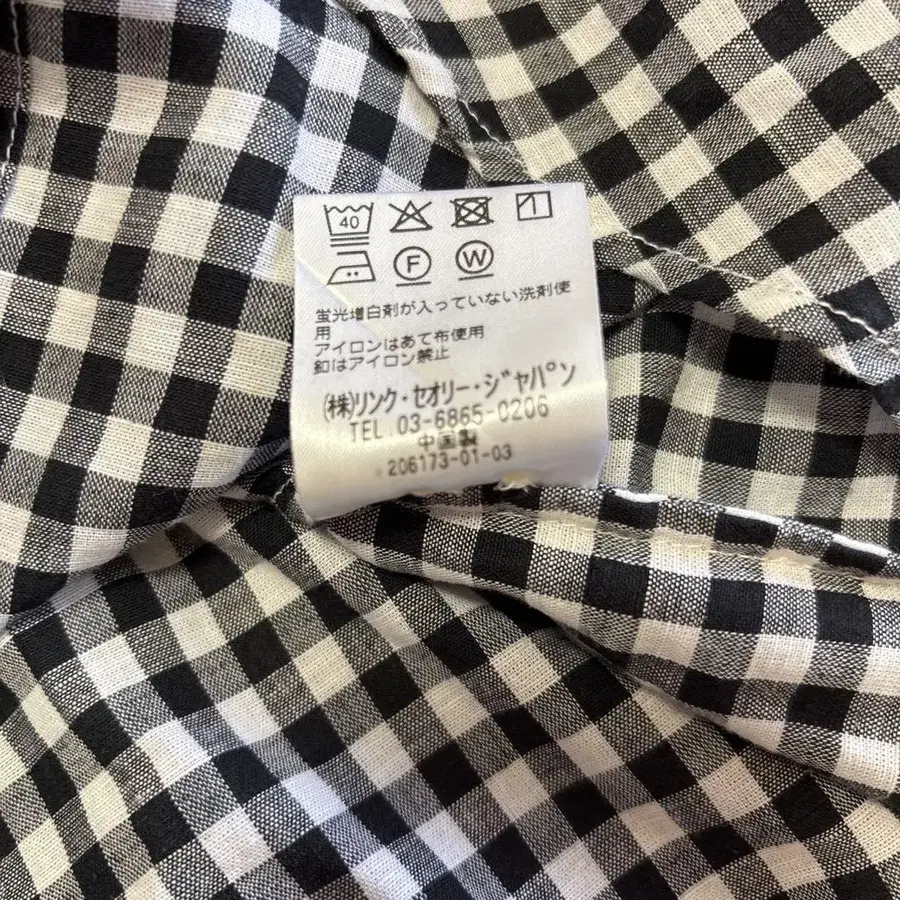 40
F W
蛍光増白剤が入っていない洗剤使
用
アイロンはあて布使用
釦はアイロン禁止
(株)リンク・セオリー・ジャパン
TEL. 03-6865-0206
中国製
206173-01-03